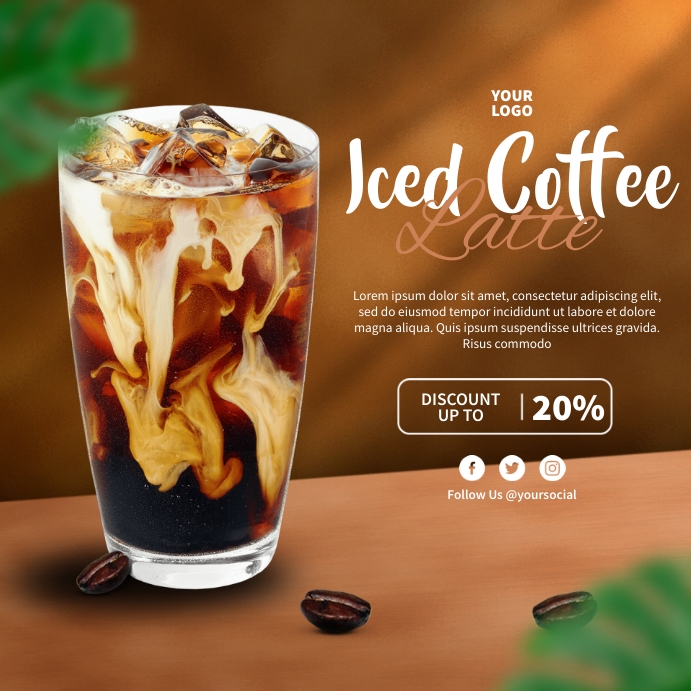 YOUR
LOGO
Iced Coffee
Latte
Lorem ipsum dolor sit amet, consectetur adipiscing elit,
sed do eiusmod tempor incididunt ut labore et dolore
magna aliqua. Quis ipsum suspendisse ultrices gravida.
Risus commodo
DISCOUNT
UP TO
20%
Follow Us @yoursocial